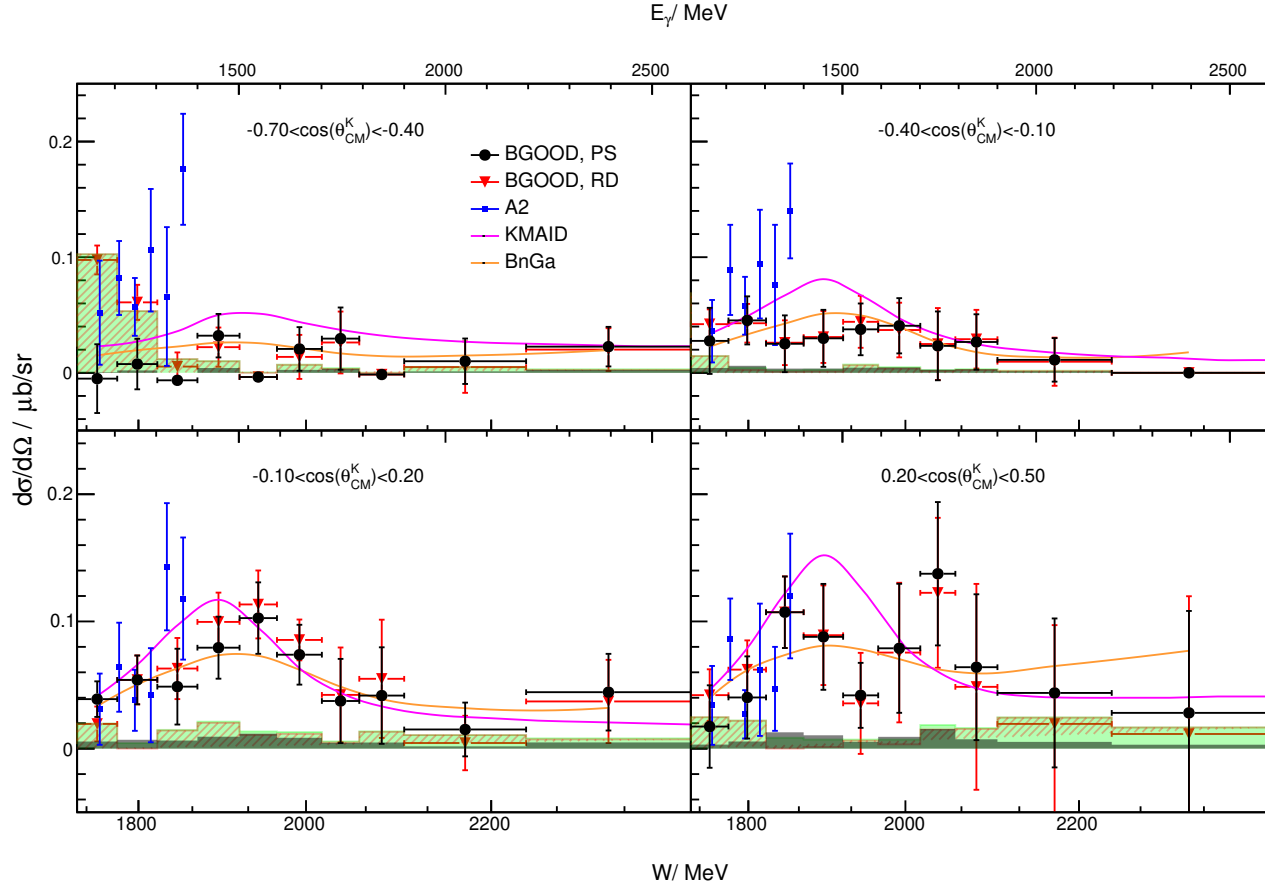 E_γ/ MeV
1500 2000 2500 1500 2000 2500
-0.70<cos(θ^K_CM)<-0.40
-0.40<cos(θ^K_CM)<-0.10
BGOOD, PS
BGOOD, RD
A2
KMAID
BnGa
0.2
0.1
0
dσ/dΩ / μb/sr
-0.10<cos(θ^K_CM)<0.20
0.20<cos(θ^K_CM)<0.50
0.2
0.1
0
1800 2000 2200 1800 2000 2200
W/ MeV